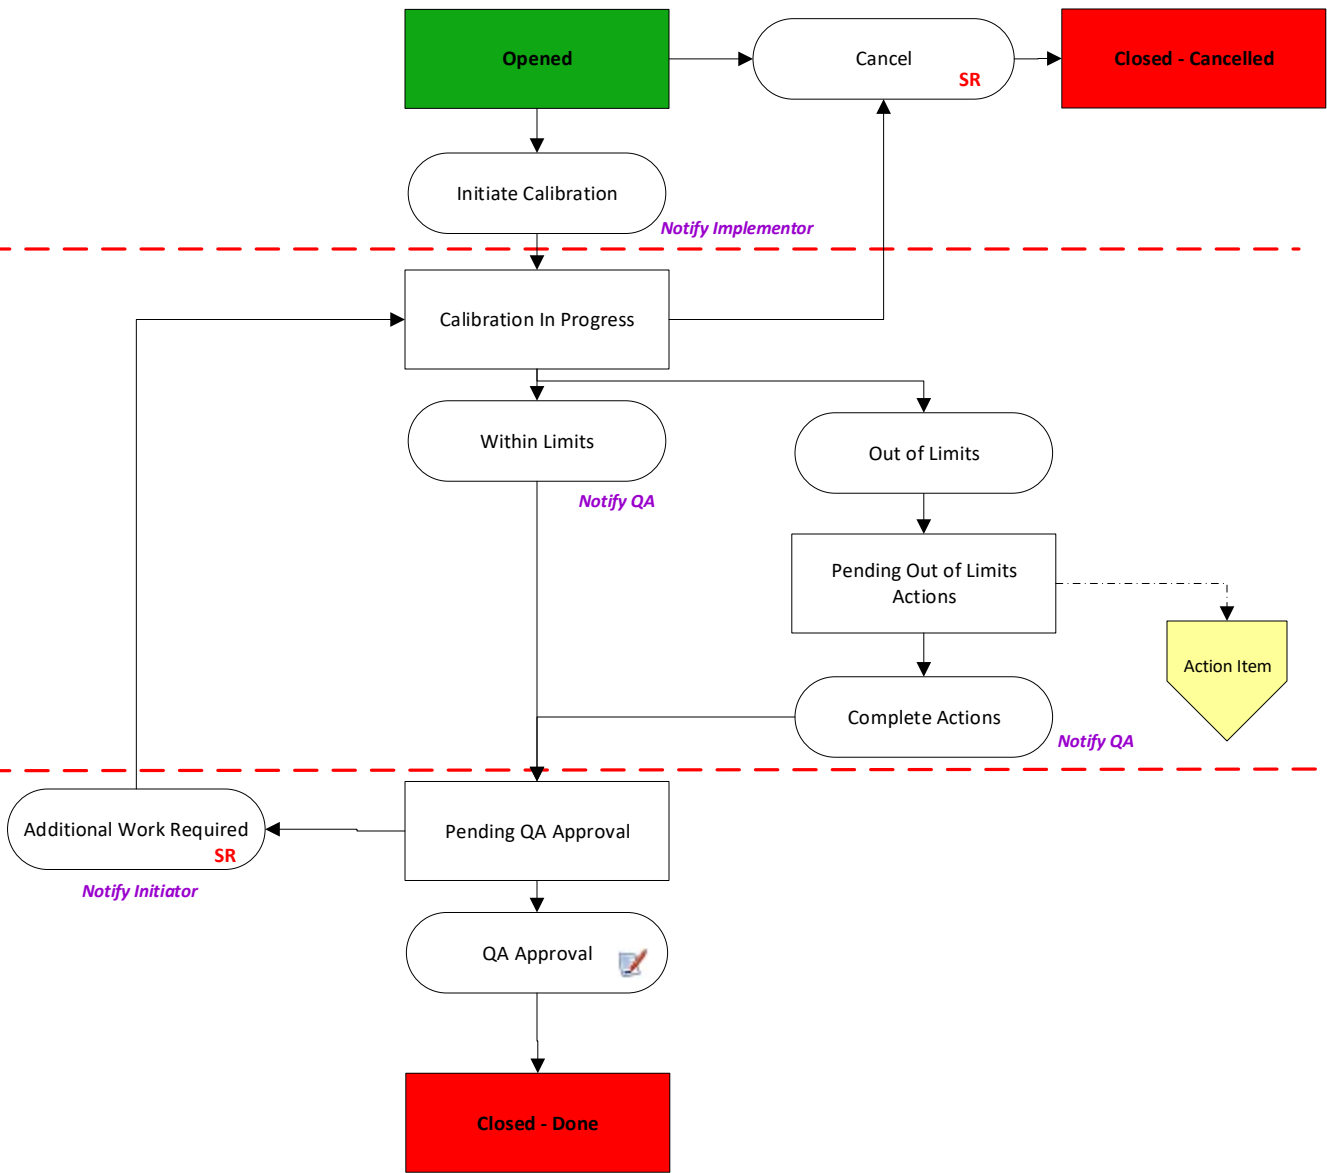 Opened
Cancel
SR
Closed - Cancelled
Initiate Calibration
Notify Implementor
Calibration In Progress
Within Limits
Notify QA
Out of Limits
Pending Out of Limits
Actions
Action Item
Complete Actions
Notify QA
Additional Work Required
SR
Notify Initiator
Pending QA Approval
QA Approval
Closed - Done